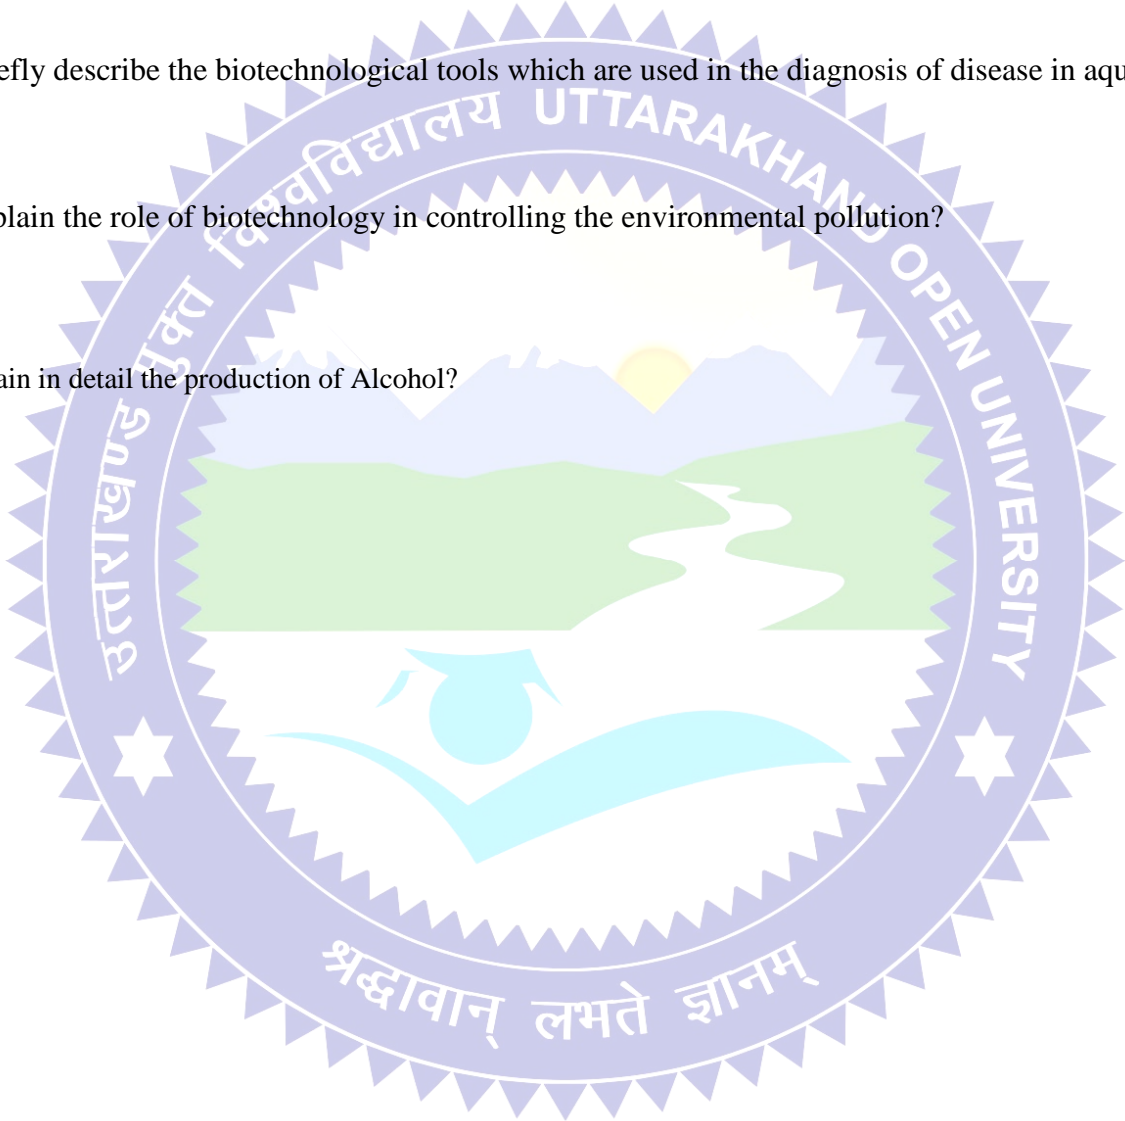 efly describe the biotechnological tools which are used in the diagnosis of disease in aqu
उत्तराखण्ड मुक्त विश्वविद्यालय UTTARAKHAND OPEN UNIVERSITY
plain the role of biotechnology in controlling the environmental pollution?
ain in detail the production of Alcohol?
श्रद्धावान् लभते ज्ञानम्